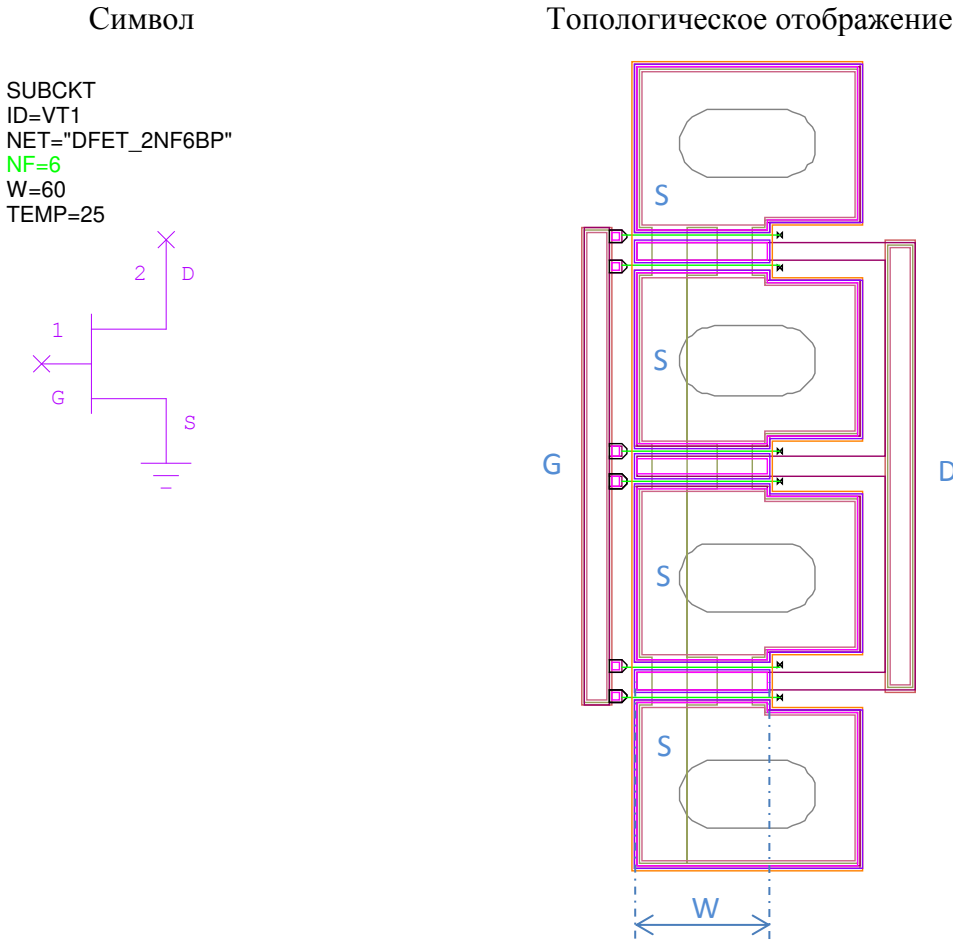 Символ
Топологическое отображение
SUBCKT
ID=VT1
NET="DFET_2NF6BP"
NF=6
W=60
TEMP=25
2 D
1
G
S
S
S
G
D
S
S
W